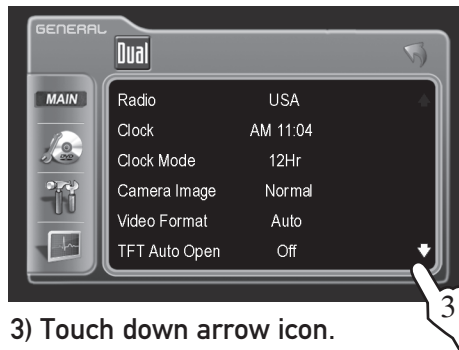 GENERAL
Dual
MAIN
Radio USA
Clock AM 11:04
Clock Mode 12Hr
Camera Image Normal
Video Format Auto
TFT Auto Open Off
3
3) Touch down arrow icon.